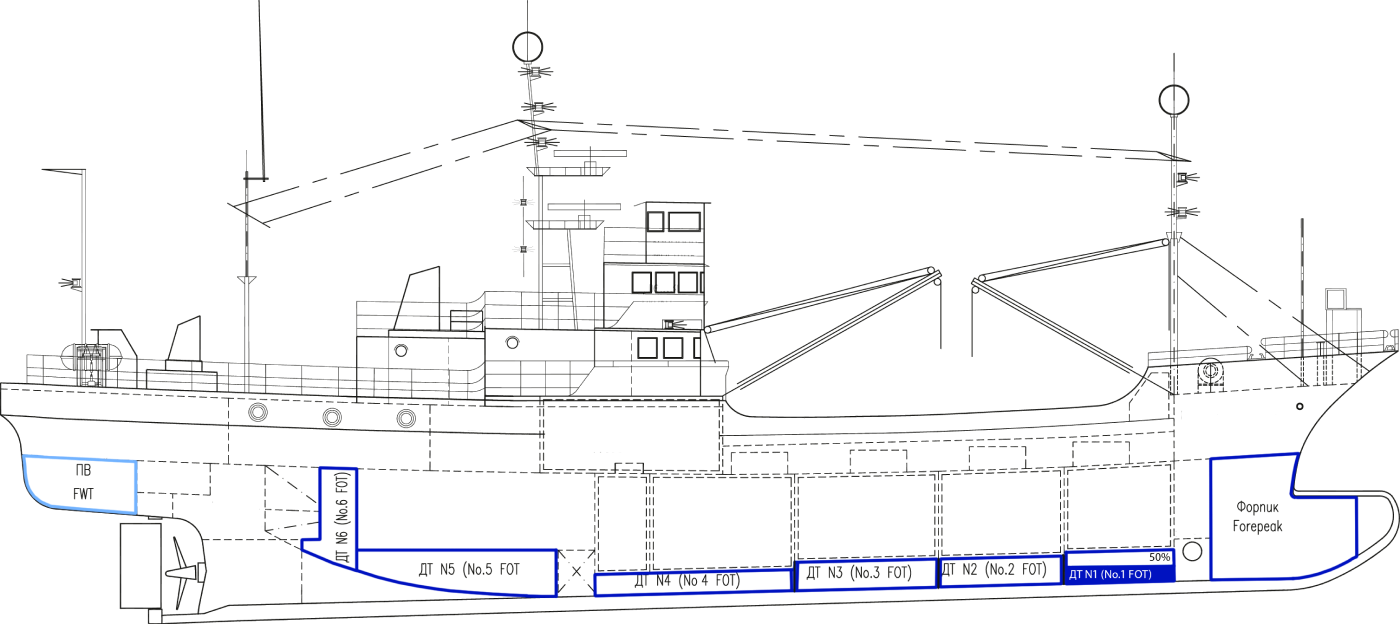 ПВ
FWT
ДТ N6 (No.6 FOT)
ДТ N5 (No.5 FOT
ДТ N4 (No 4 FOT)
ДТ N3 (No.3 FOT)
ДТ N2 (No.2 FOT)
50%
ДТ N1 (No.1 FOT)
Форпик
Forepeak